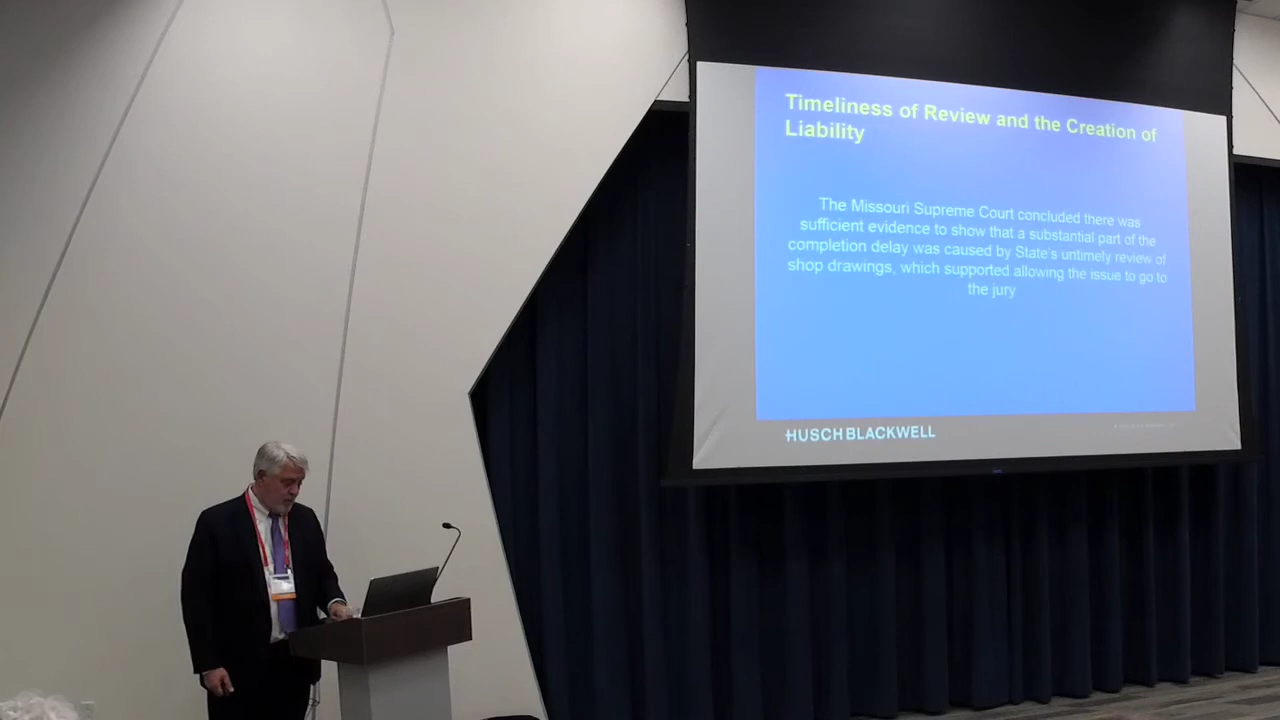 Timeliness of Review and the Creation of
Liability
The Missouri Supreme Court concluded there was
sufficient evidence to show that a substantial part of the
completion delay was caused by State's untimely review of
shop drawings, which supported allowing the issue to go to
the jury
HUSCH BLACKWELL